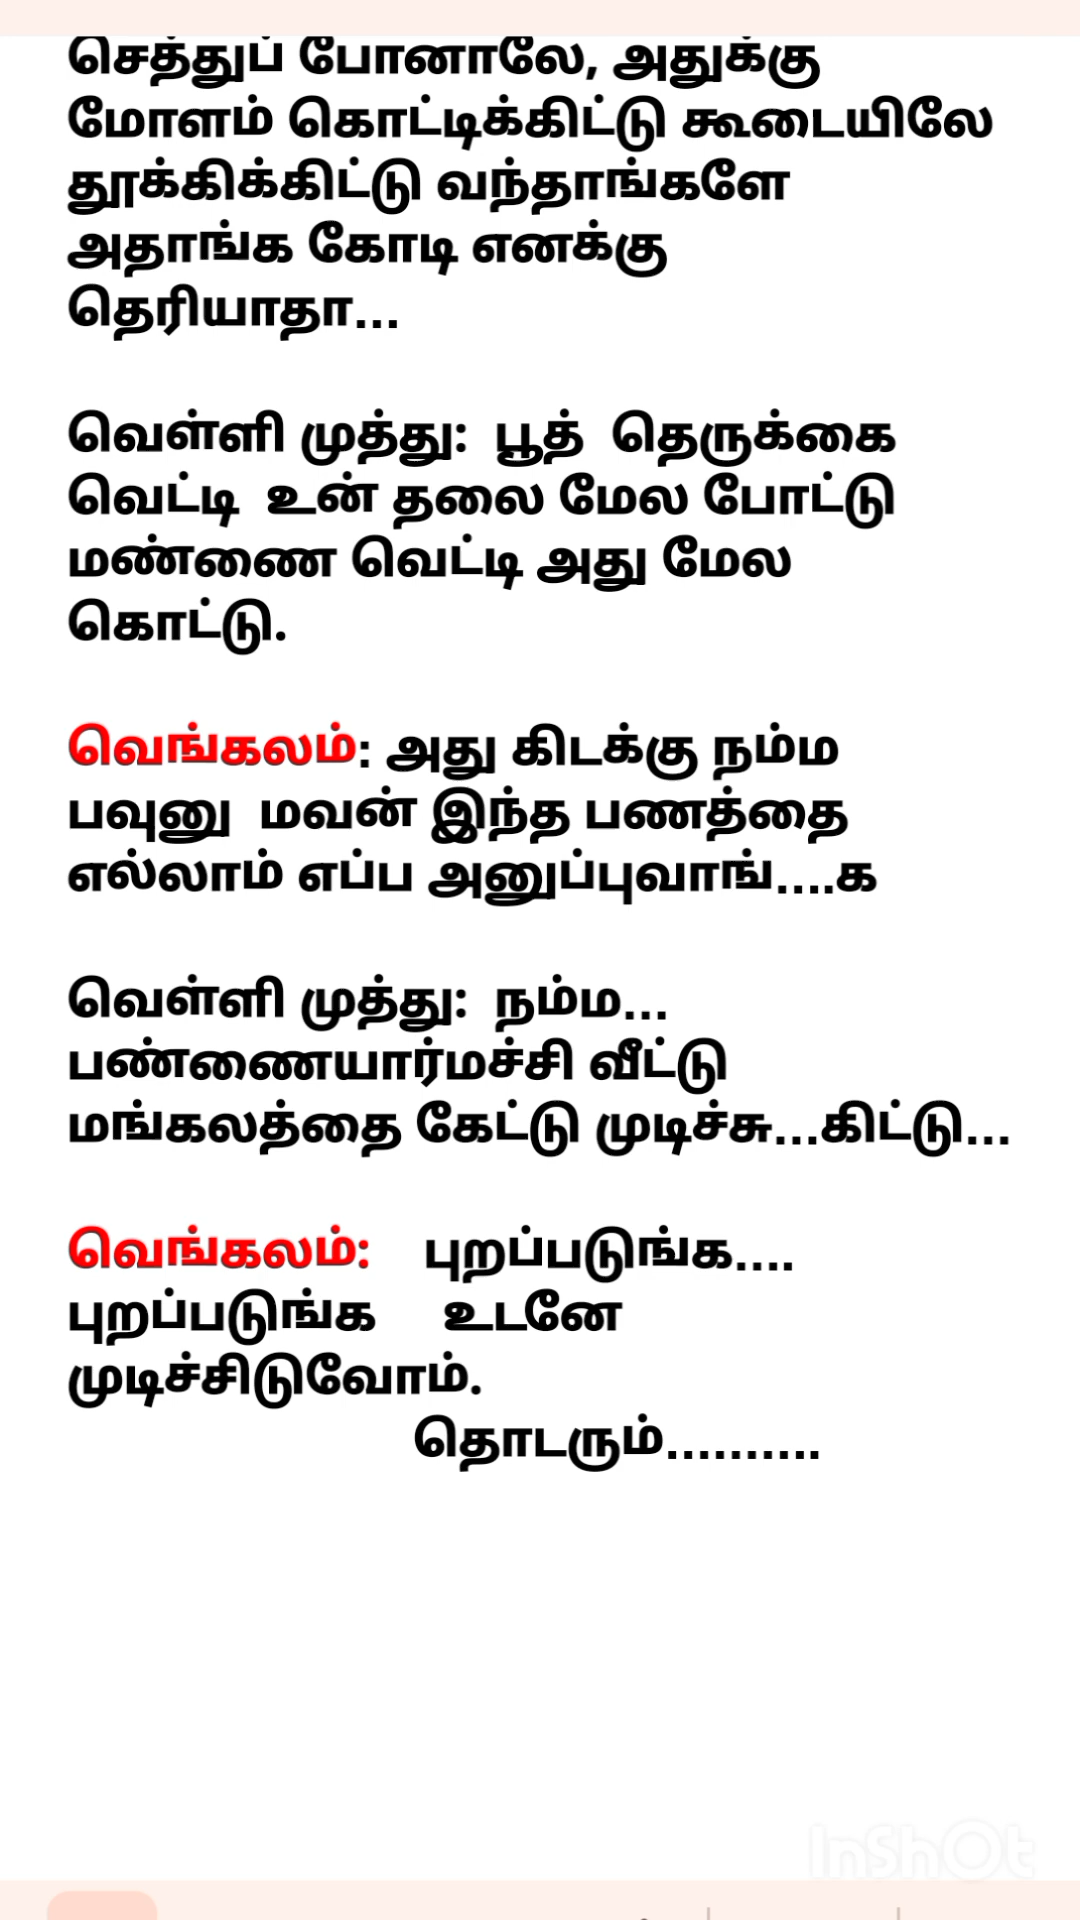 செத்துப் போனாலே, அதுக்கு
மோளம் கொட்டிக்கிட்டு கூடையிலே
தூக்கிக்கிட்டு வந்தாங்களே
அதாங்க கோடி எனக்கு
தெரியாதா...
வெள்ளி முத்து: பூத் தெருக்கை
வெட்டி உன் தலை மேல போட்டு
மண்ணை வெட்டி அது மேல
கொட்டு.
வெங்கலம்: அது கிடக்கு நம்ம
பவுனு மவன் இந்த பணத்தை
எல்லாம் எப்ப அனுப்புவாங்....க
வெள்ளி முத்து: நம்ம...
பண்ணையார்மச்சி வீட்டு
மங்கலத்தை கேட்டு முடிச்சு...கிட்டு...
வெங்கலம்: புறப்படுங்க....
புறப்படுங்க உடனே
முடிச்சிடுவோம்.
தொடரும்..........
InShOt